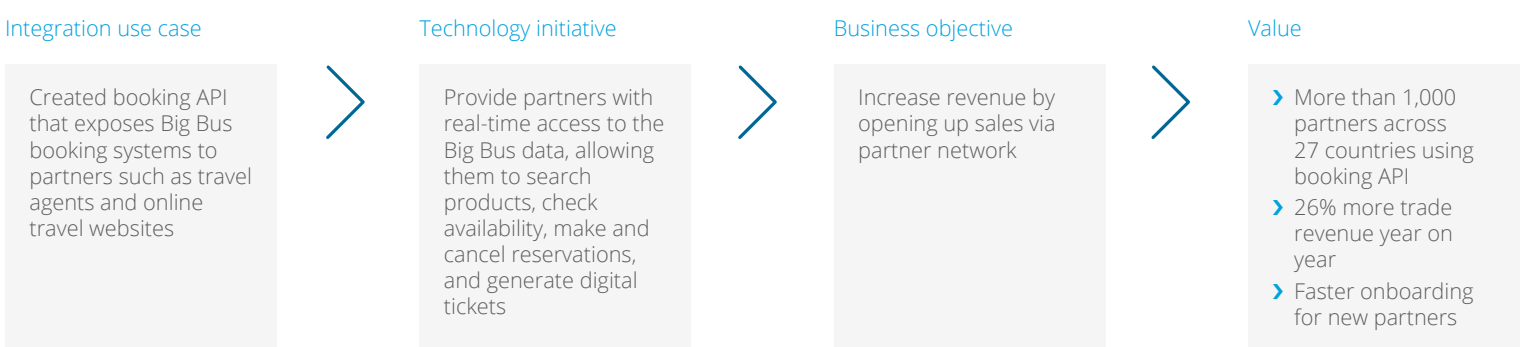 Integration use case
Created booking API
that exposes Big Bus
booking systems to
partners such as travel
agents and online
travel websites
Technology initiative
Provide partners with
real-time access to the
Big Bus data, allowing
them to search
products, check
availability, make and
cancel reservations,
and generate digital
tickets
Business objective
Increase revenue by
opening up sales via
partner network
Value
More than 1,000
partners across
27 countries using
booking API
26% more trade
revenue year on
year
Faster onboarding
for new partners